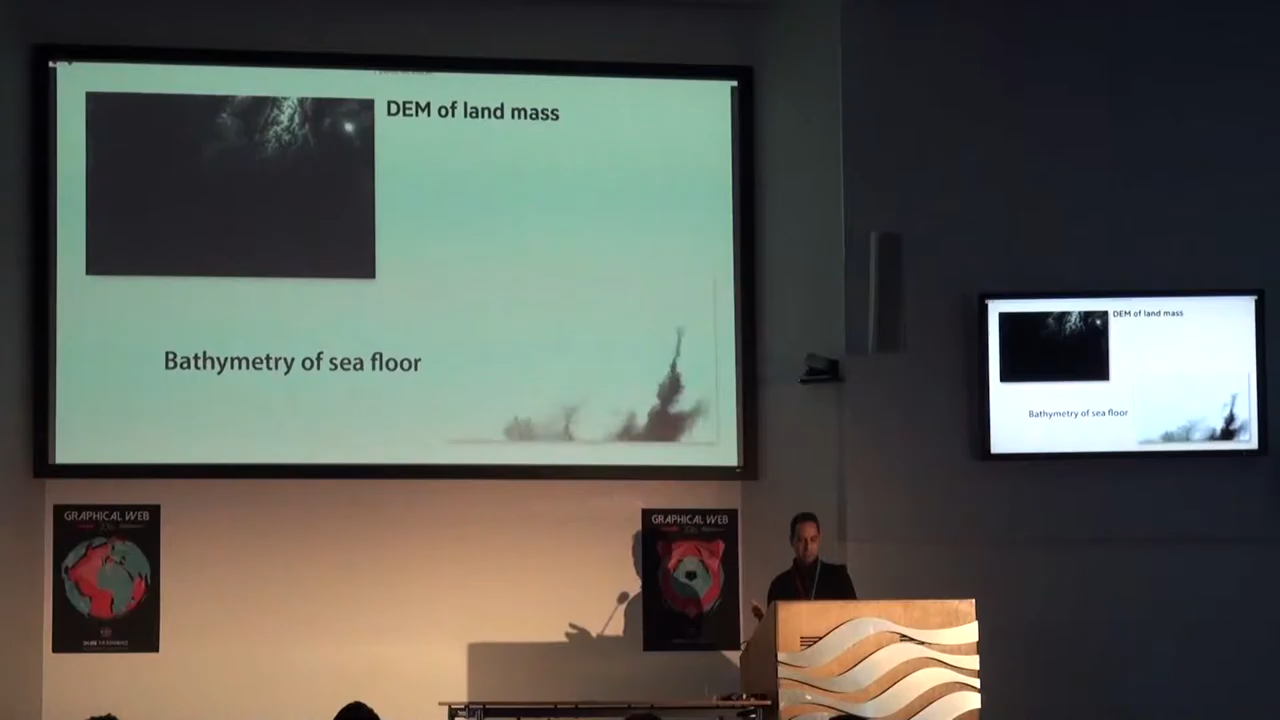 DEM of land mass
Bathymetry of sea floor
DEM of land mass
Bathymetry of sea floor
GRAPHICAL WEB
GRAPHICAL WEB